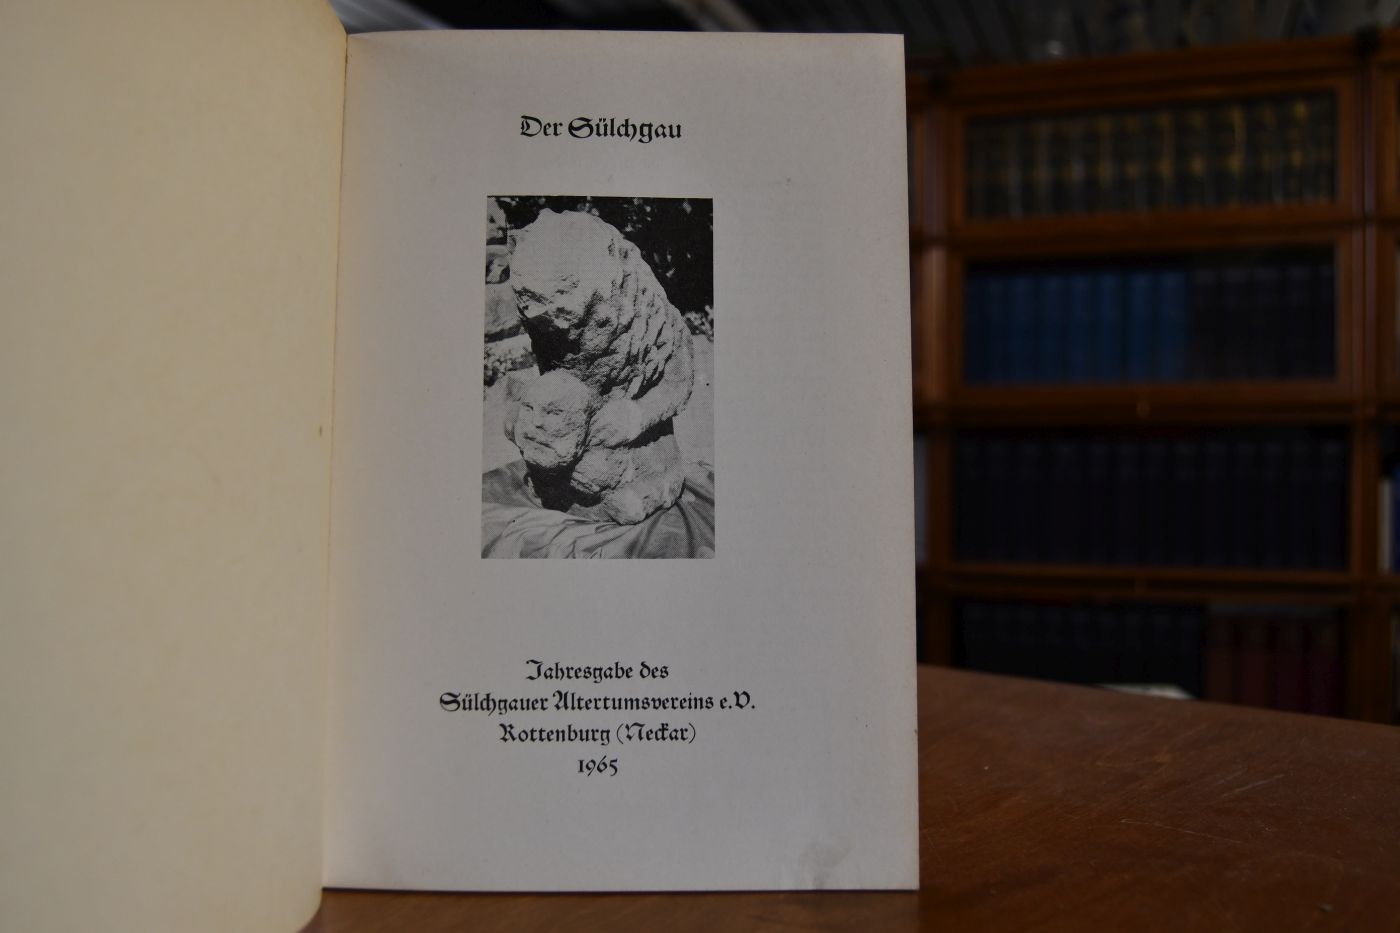 Der Sülchgau
Jahresgabe des
Sülchgauer Altertumsvereins e.V.
Rottenburg (Neckar)
1965